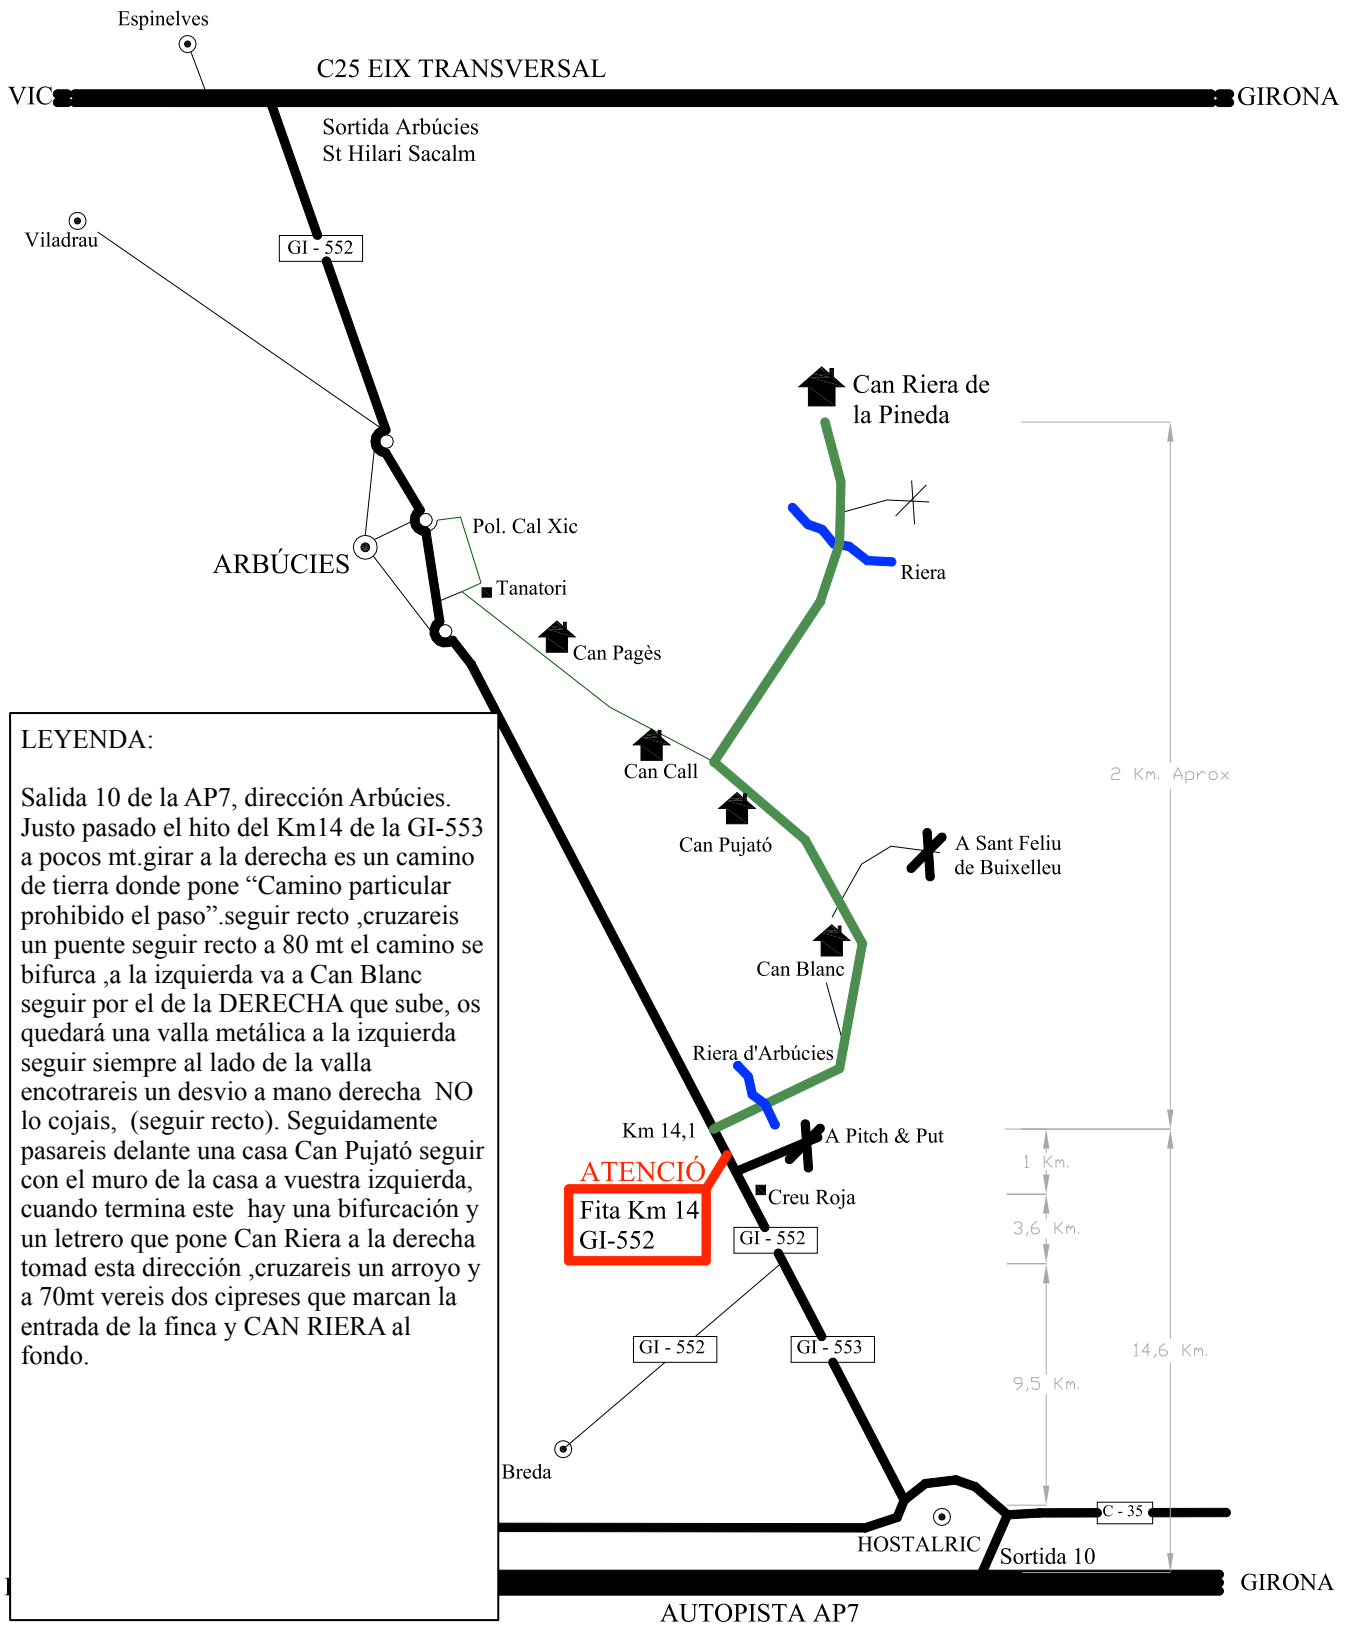 Espinelves
C25 EIX TRANSVERSAL
VIC
GIRONA
Sortida Arbúcies
St Hilari Sacalm
Viladrau
GI - 552
Can Riera de
la Pineda
Pol. Cal Xic
ARBÚCIES
Riera
Tanatori
Can Pagès
LEYENDA:
Salida 10 de la AP7, dirección Arbúcies.
Justo pasado el hito del Km14 de la GI-553
a pocos mt.girar a la derecha es un camino
de tierra donde pone “Camino particular
prohibido el paso”.seguir recto ,cruzareis
un puente seguir recto a 80 mt el camino se
bifurca ,a la izquierda va a Can Blanc
seguir por el de la DERECHA que sube, os
quedará una valla metálica a la izquierda
seguir siempre al lado de la valla
encotrareis un desvio a mano derecha  NO
lo cojais,  (seguir recto). Seguidamente
pasareis delante una casa Can Pujató seguir
con el muro de la casa a vuestra izquierda,
cuando termina este  hay una bifurcación y
un letrero que pone Can Riera a la derecha
tomad esta dirección ,cruzareis un arroyo y
a 70mt vereis dos cipreses que marcan la
entrada de la finca y CAN RIERA al
fondo.
Can Call
2 Km. Aprox
Can Pujató
A Sant Feliu
de Buixelleu
Can Blanc
Riera d'Arbúcies
Km 14,1
A Pitch & Put
ATENCIÓ
Fita Km 14
GI-552
Creu Roja
1 Km.
3,6 Km.
GI - 552
GI - 552
GI - 553
14,6 Km.
9,5 Km.
Breda
C - 35
HOSTALRIC
Sortida 10
GIRONA
AUTOPISTA AP7